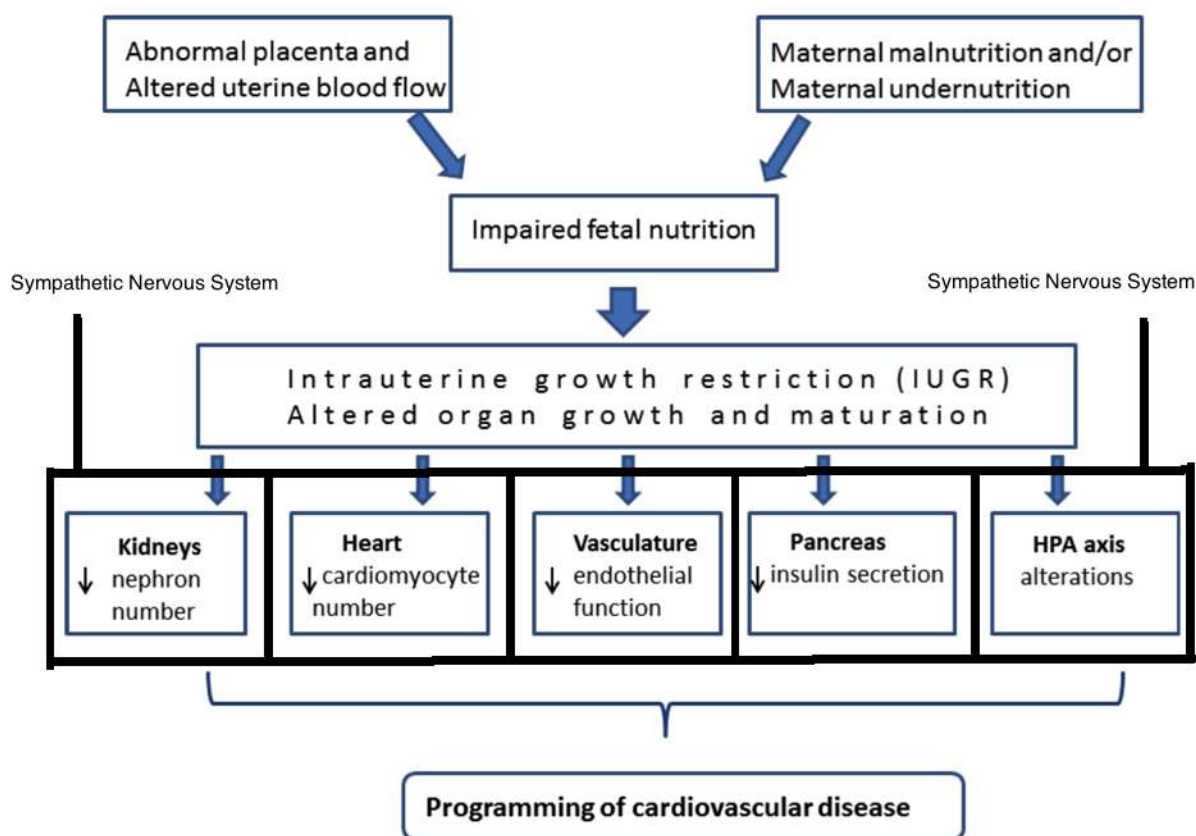 Abnormal placenta and
Altered uterine blood flow
Maternal malnutrition and/or
Maternal undernutrition
Impaired fetal nutrition
Sympathetic Nervous System
Sympathetic Nervous System
Intrauterine growth restriction (IUGR)
Altered organ growth and maturation
Kidneys
↓ nephron
number
Heart
↓ cardiomyocyte
number
Vasculature
↓ endothelial
function
Pancreas
↓ insulin secretion
HPA axis
alterations
Programming of cardiovascular disease